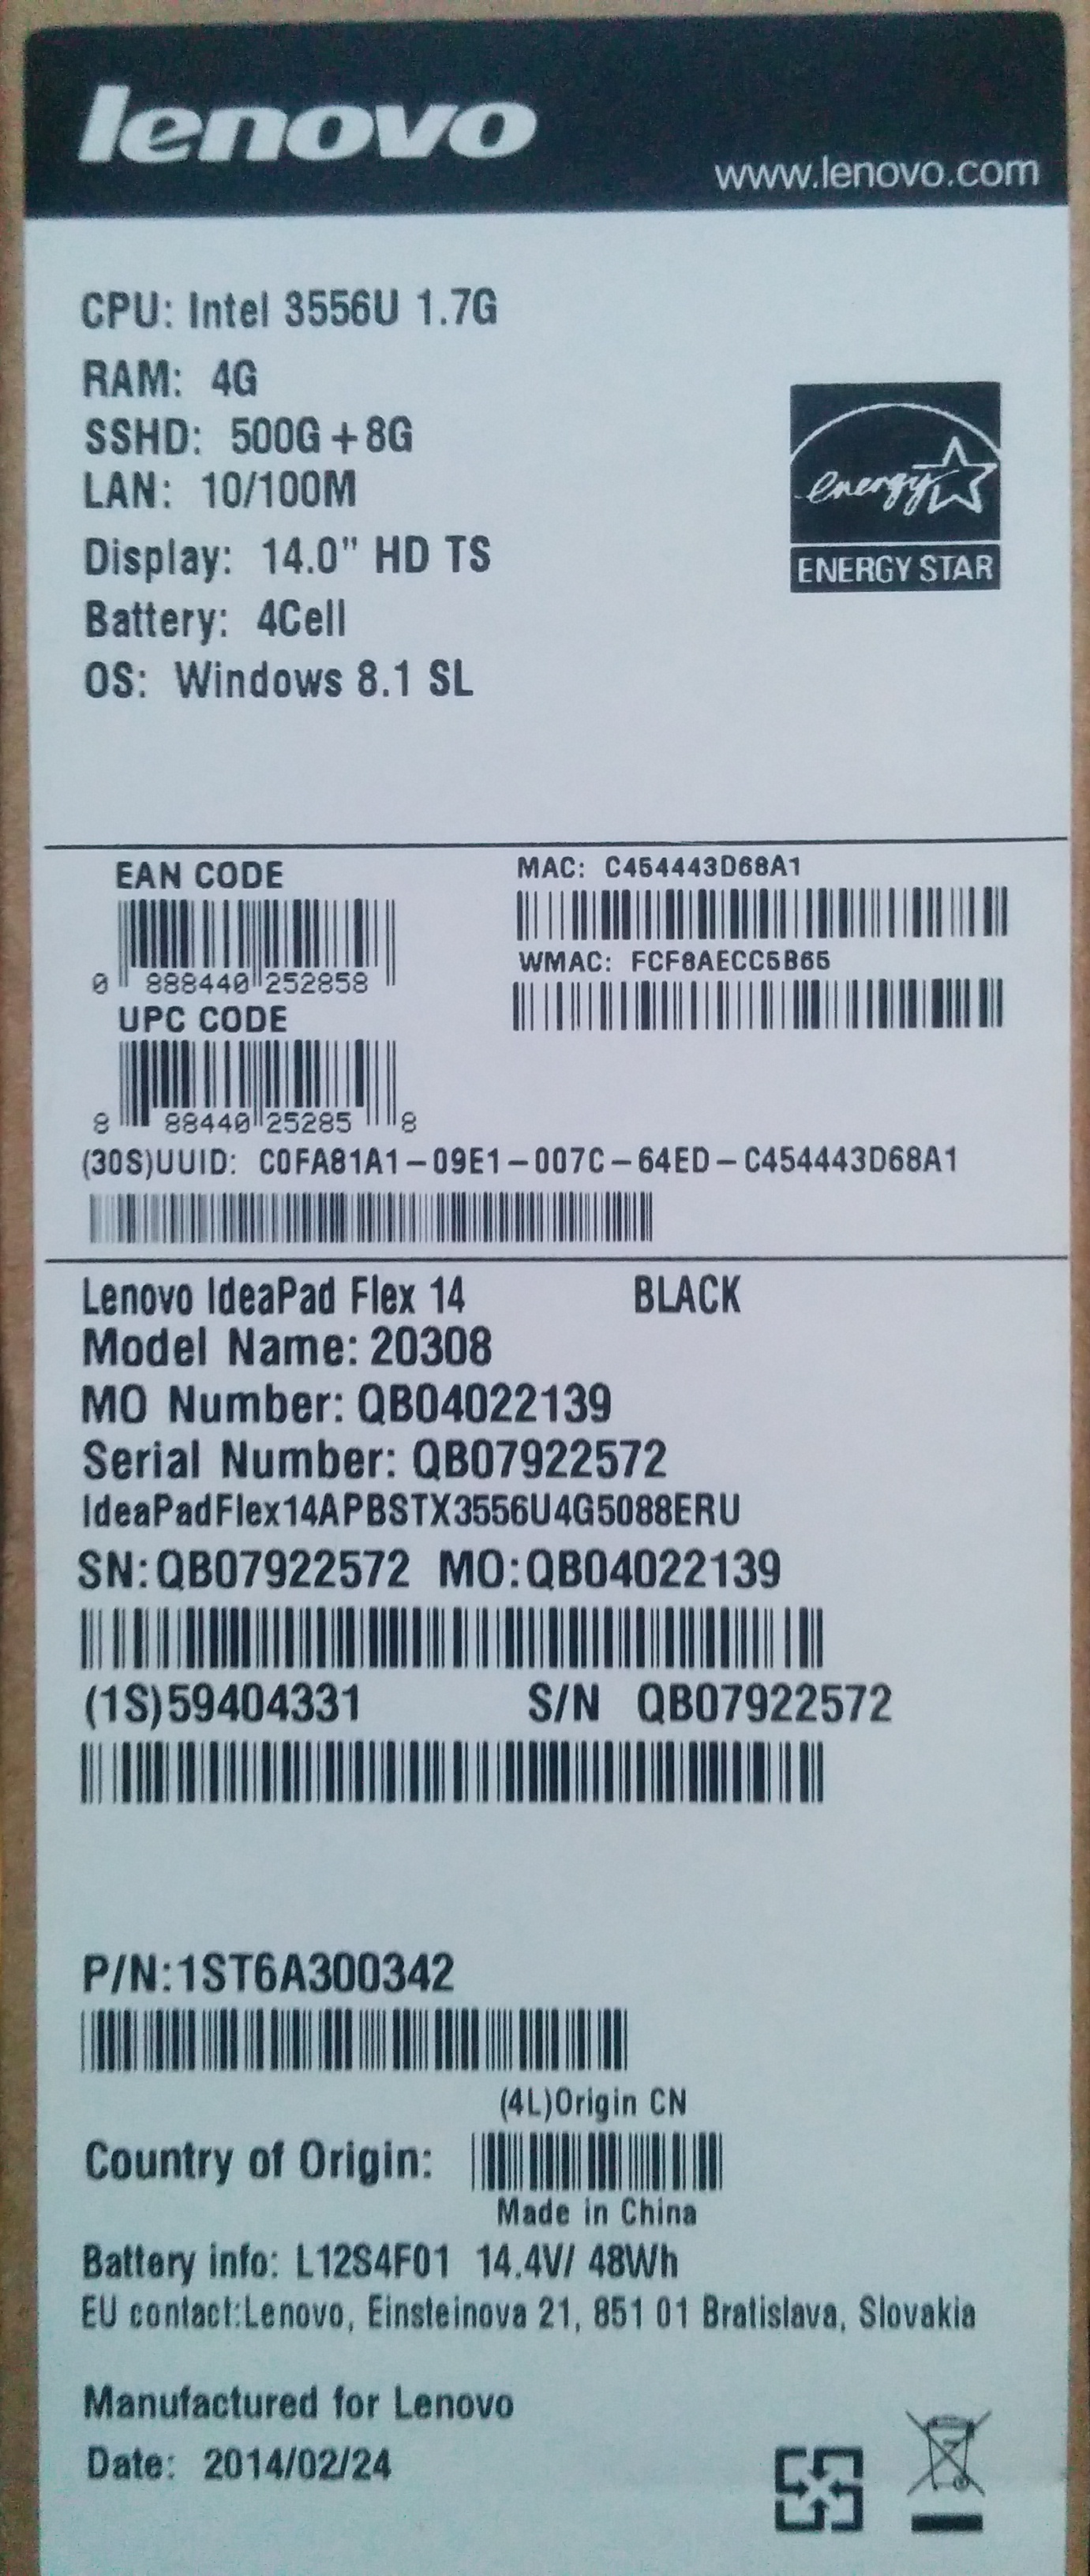 lenovo
www.lenovo.com
CPU: Intel 3556U 1.7G
RAM: 4G
SSHD: 500G+8G
LAN: 10/100M
Display: 14.0" HD TS
Battery: 4Cell
OS: Windows 8.1 SL
energy
ENERGY STAR
EAN CODE
0 888440 252858
UPC CODE
8 88440 25285 8
MAC: C454443D68A1
WMAC: FCF8AECC5B65
(30S)UUID: C0FA81A1-09E1-007C-64ED-C454443D68A1
Lenovo IdeaPad Flex 14 BLACK
Model Name: 20308
MO Number: QB04022139
Serial Number: QB07922572
IdeaPadFlex14APBSTX3556U4G5088ERU
SN:QB07922572 MO:QB04022139
(1S)59404331 S/N QB07922572
P/N:1ST6A300342
(4L)Origin CN
Country of Origin:
Made in China
Battery info: L12S4F01 14.4V/ 48Wh
EU contact:Lenovo, Einsteinova 21, 851 01 Bratislava, Slovakia
Manufactured for Lenovo
Date: 2014/02/24